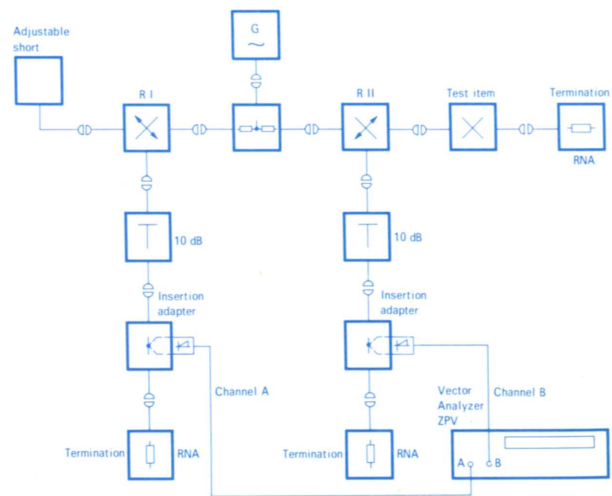 Adjustable
short
G
R I
R II
Test item
Termination
RNA
10 dB
10 dB
Insertion
adapter
Insertion
adapter
Channel A
Channel B
Vector
Analyzer
ZPV
Termination
RNA
Termination
RNA
A
B